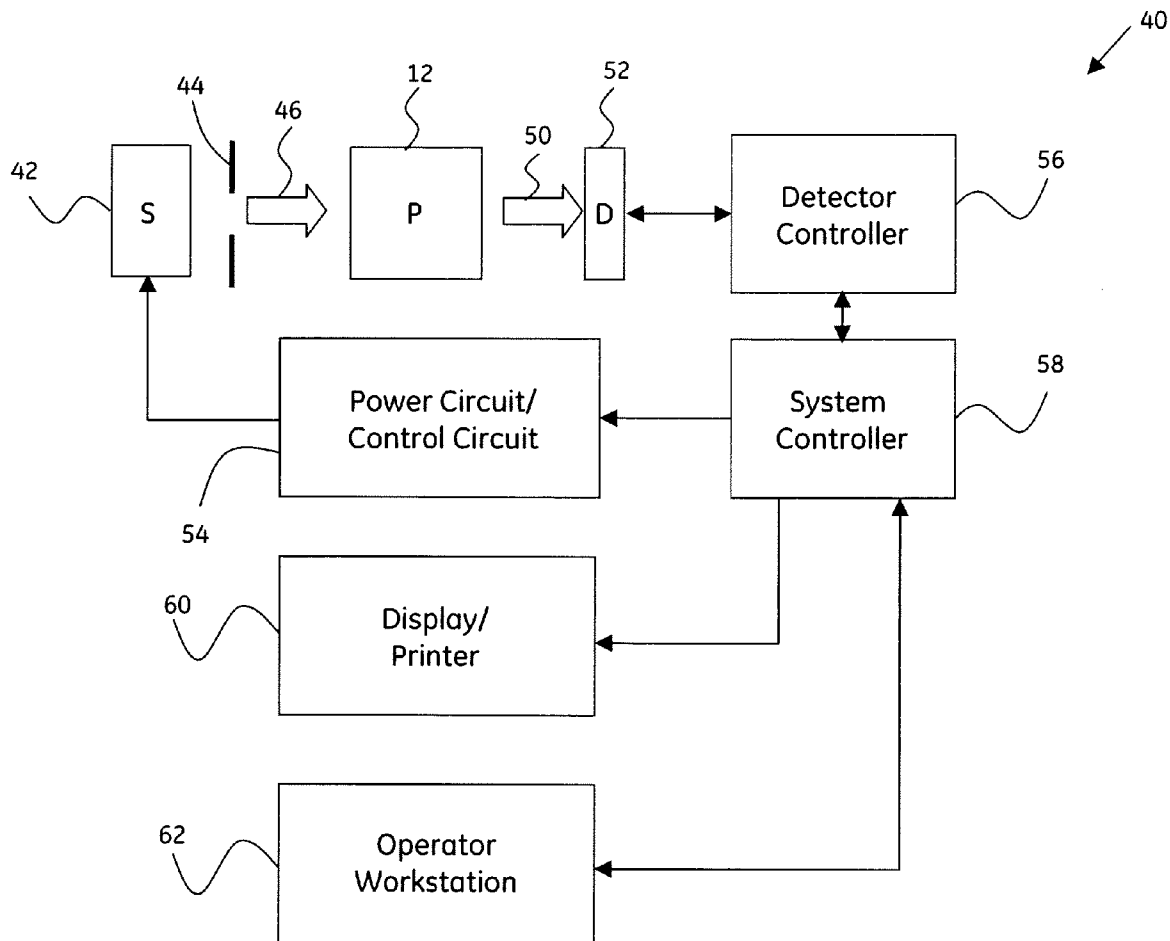 40
52
12
44
46
50
42
56
S
P
D
Detector
Controller
58
Power Circuit/
Control Circuit
System
Controller
54
60
Display/
Printer
62
Operator
Workstation